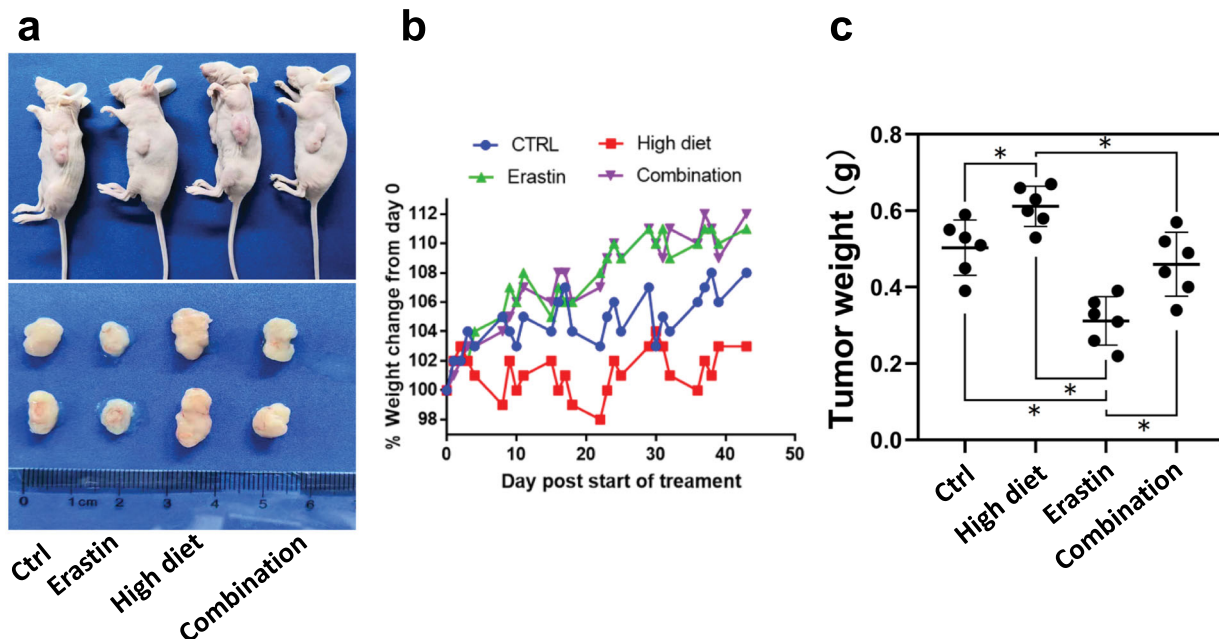 a
b
c
CTRL
High diet
Erastin
Combination
% Weight change from day 0
112
110
108
106
104
102
100
98
0
10
20
30
40
50
Day post start of treament
Tumor weight（g）
0.8
0.6
0.4
0.2
0.0
*
*
*
*
*
Ctrl
High diet
Erastin
Combination
0
1cm
2
3
4
5
6
Ctrl
Erastin
High diet
Combination